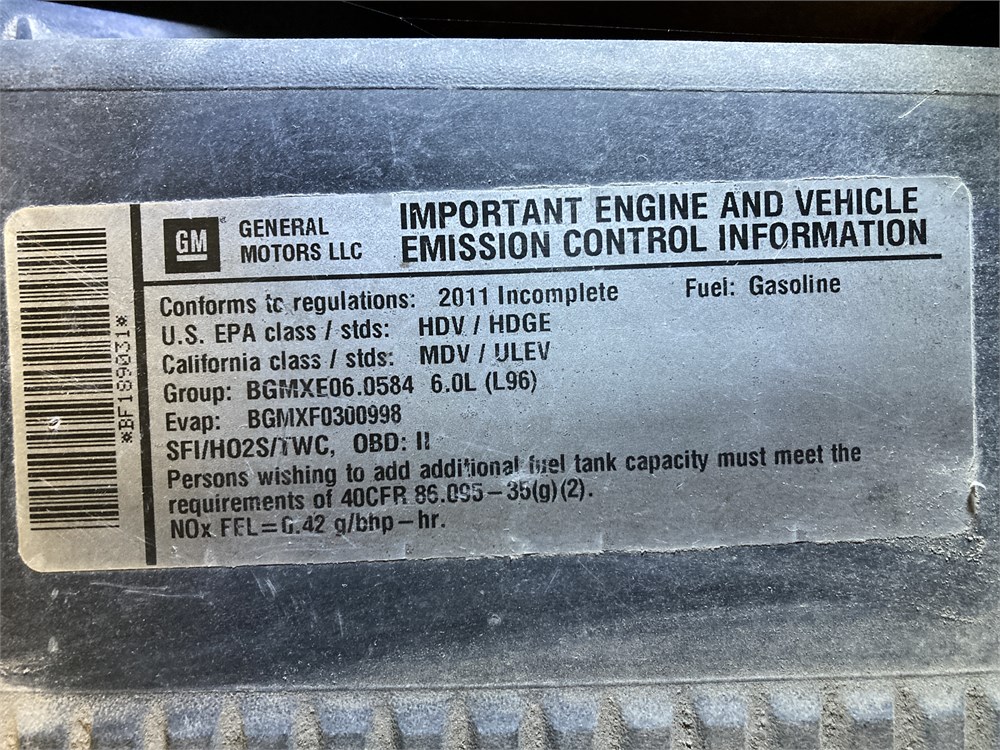 *BF189031*
GM GENERAL MOTORS LLC
IMPORTANT ENGINE AND VEHICLE
EMISSION CONTROL INFORMATION
Conforms to regulations: 2011 Incomplete Fuel: Gasoline
U.S. EPA class / stds: HDV / HDGE
California class / stds: MDV / ULEV
Group: BGMXE06.0584 6.0L (L96)
Evap: BGMXF0300998
SFI/HO2S/TWC, OBD: II
Persons wishing to add additional fuel tank capacity must meet the
requirements of 40CFR 86.095-35(g)(2).
NOx FEL=0.42 g/bhp-hr.